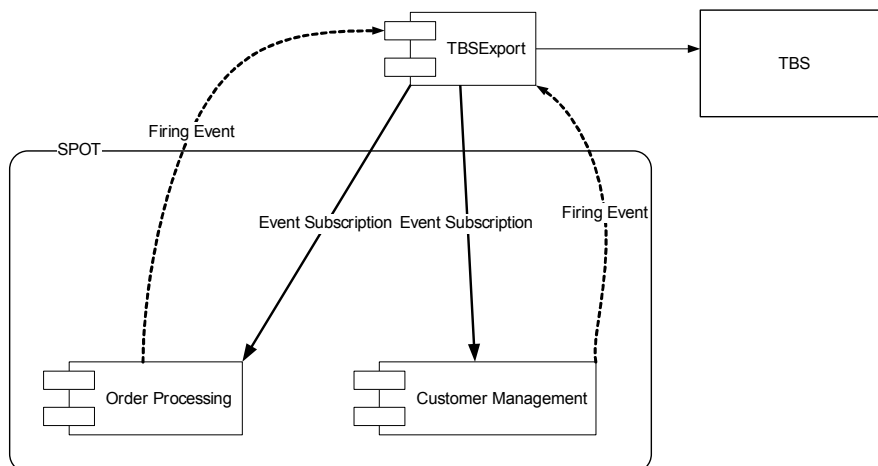 TBSExport
TBS
Firing Event
SPOT
Event Subscription
Event Subscription
Firing Event
Order Processing
Customer Management